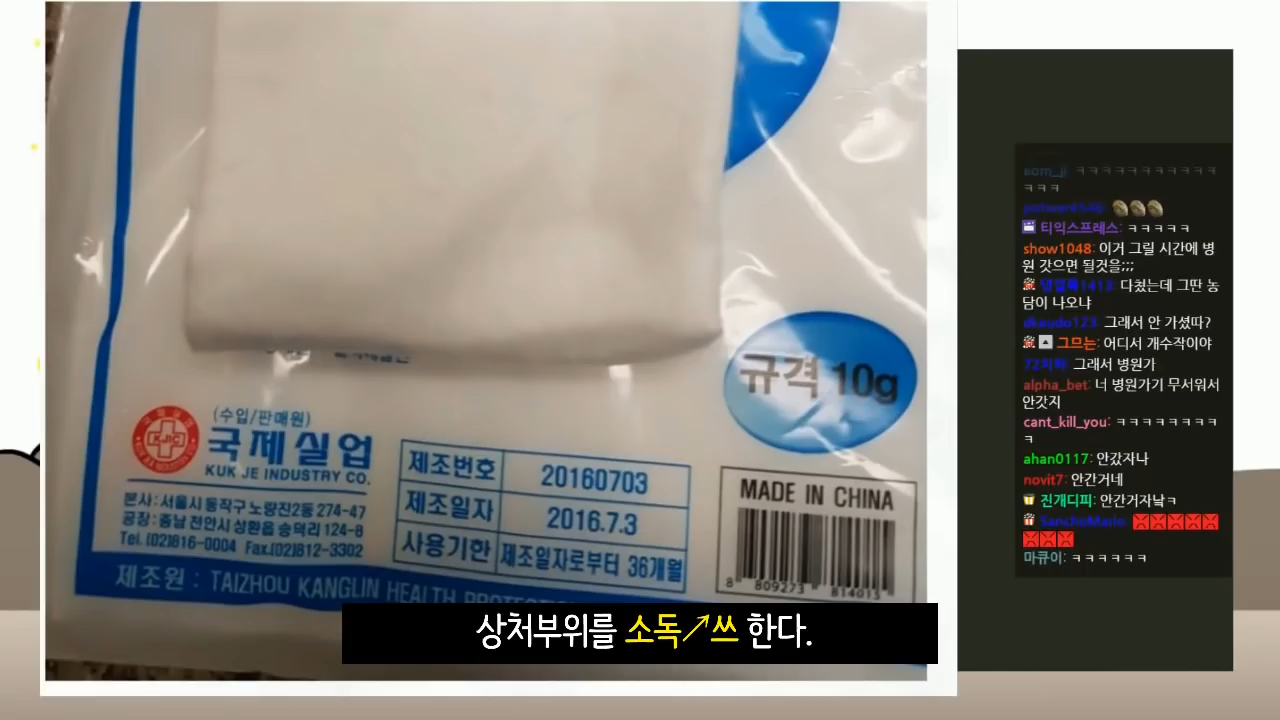 규격 10g
(수입/판매원)
국제실업
KUK JE INDUSTRY CO.
KJIC
본사:서울시 동작구 노량진2동 274-47
공장:충남 천안시 성환읍 송덕리 124-8
Tel.(02)816-0004 Fax.(02)812-3302
제조번호 20160703
제조일자 2016.7.3
사용기한 제조일자로부터 36개월
MADE IN CHINA
8 809273 814013
제조원 : TAIZHOU KANGLIN HEALTH
상처부위를 소독↗쓰 한다.
som_ji ㅋㅋㅋㅋㅋㅋㅋㅋㅋㅋㅋ
ㅋㅋㅋ
티익스프레스: ㅋㅋㅋㅋㅋ
show1048: 이거 그릴 시간에 병
원 갓으면 될것을;;;
다쳤는데 그딴 농
담이 나오냐
dkaudo123: 그래서 안 가셨따?
그므는: 어디서 개수작이야
그래서 병원가
alpha_bet: 너 병원가기 무서워서
안갓지
cant_kill_you: ㅋㅋㅋㅋㅋㅋㅋㅋ
ㅋ
ahan0117: 안갔자나
novit7: 안간거네
진개디피: 안간거자낰ㅋ
SanchoMario:
마큐이: ㅋㅋㅋㅋㅋㅋ